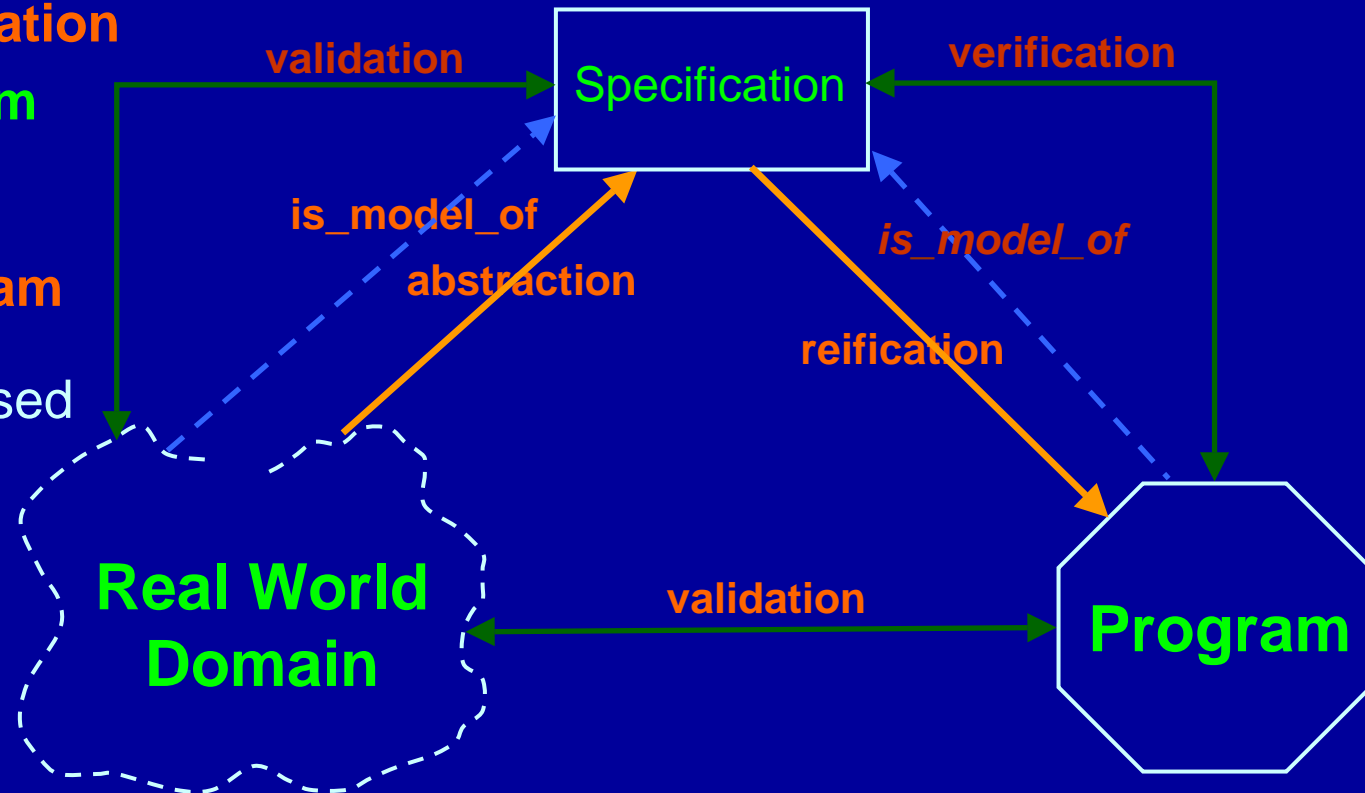 ation
validation
verification
Specification
m
is_model_of
is_model_of
abstraction
am
reification
sed
Real World
Domain
validation
Program